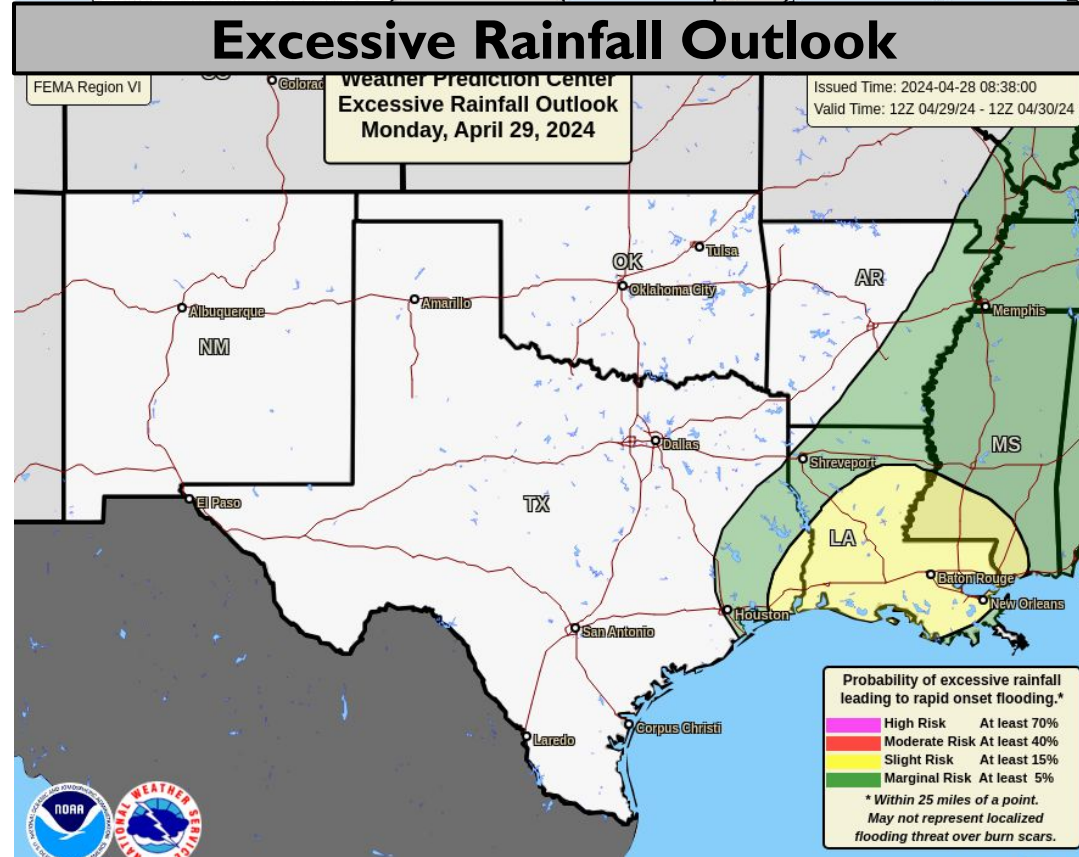 Excessive Rainfall Outlook
FEMA Region VI
Weather Prediction Center
Excessive Rainfall Outlook
Monday, April 29, 2024
Issued Time: 2024-04-28 08:38:00
Valid Time: 12Z 04/29/24 - 12Z 04/30/24
Tulsa
OK
Oklahoma City
AR
Amarillo
Albuquerque
Memphis
NM
Dallas
MS
Shreveport
El Paso
TX
LA
Baton Rouge
New Orleans
Houston
San Antonio
Corpus Christi
Laredo
Probability of excessive rainfall
leading to rapid onset flooding.*
High Risk At least 70%
Moderate Risk At least 40%
Slight Risk At least 15%
Marginal Risk At least 5%
* Within 25 miles of a point.
May not represent localized
flooding threat over burn scars.
NOAA
NATIONAL WEATHER SERVICE